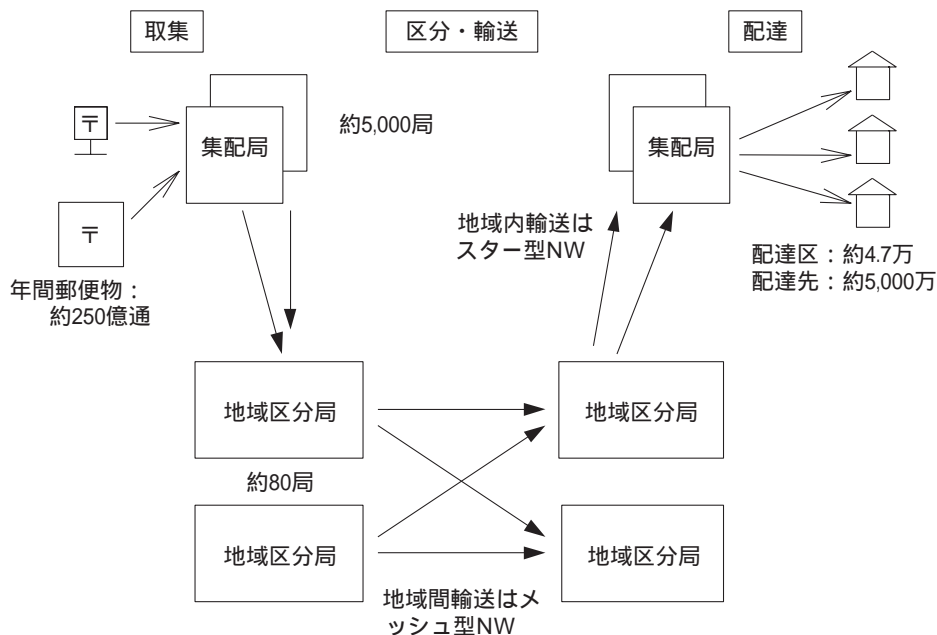 取集
区分・輸送
配達
〒
集配局
約5,000局
集配局
〒
年間郵便物：
約250億通
地域内輸送は
スター型NW
配達区：約4.7万
配達先：約5,000万
地域区分局
地域区分局
約80局
地域区分局
地域区分局
地域間輸送はメ
ッシュ型NW